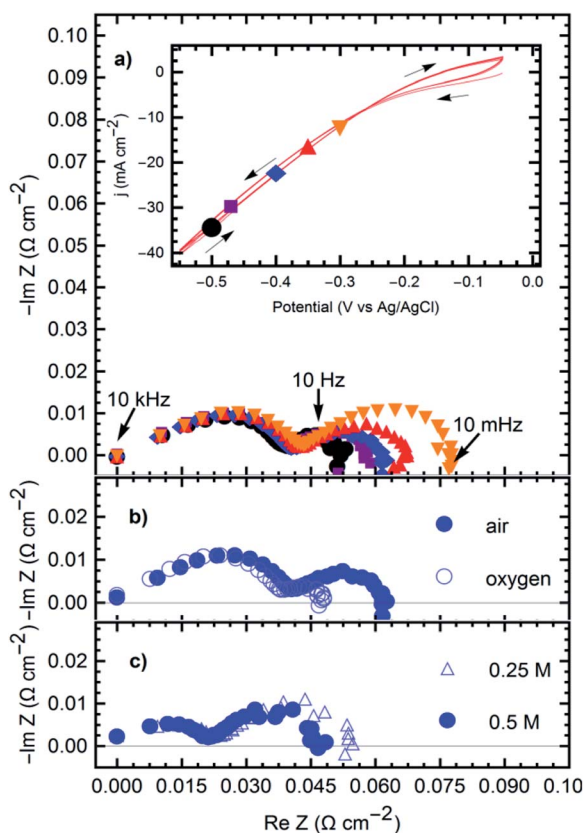 a)
j (mA cm⁻²)
0
−10
−20
−30
−40
−0.5 −0.4 −0.3 −0.2 −0.1 0.0
Potential (V vs Ag/AgCl)
-Im Z (Ω cm⁻²)
0.10
0.09
0.08
0.07
0.06
0.05
0.04
0.03
0.02
0.01
0.00
10 kHz
10 Hz
10 mHz
b)
-Im Z (Ω cm⁻²)
0.02
0.01
0.00
air
oxygen
c)
-Im Z (Ω cm⁻²)
0.02
0.01
0.00
0.25 M
0.5 M
0.000 0.015 0.030 0.045 0.060 0.075 0.090 0.10
Re Z (Ω cm⁻²)